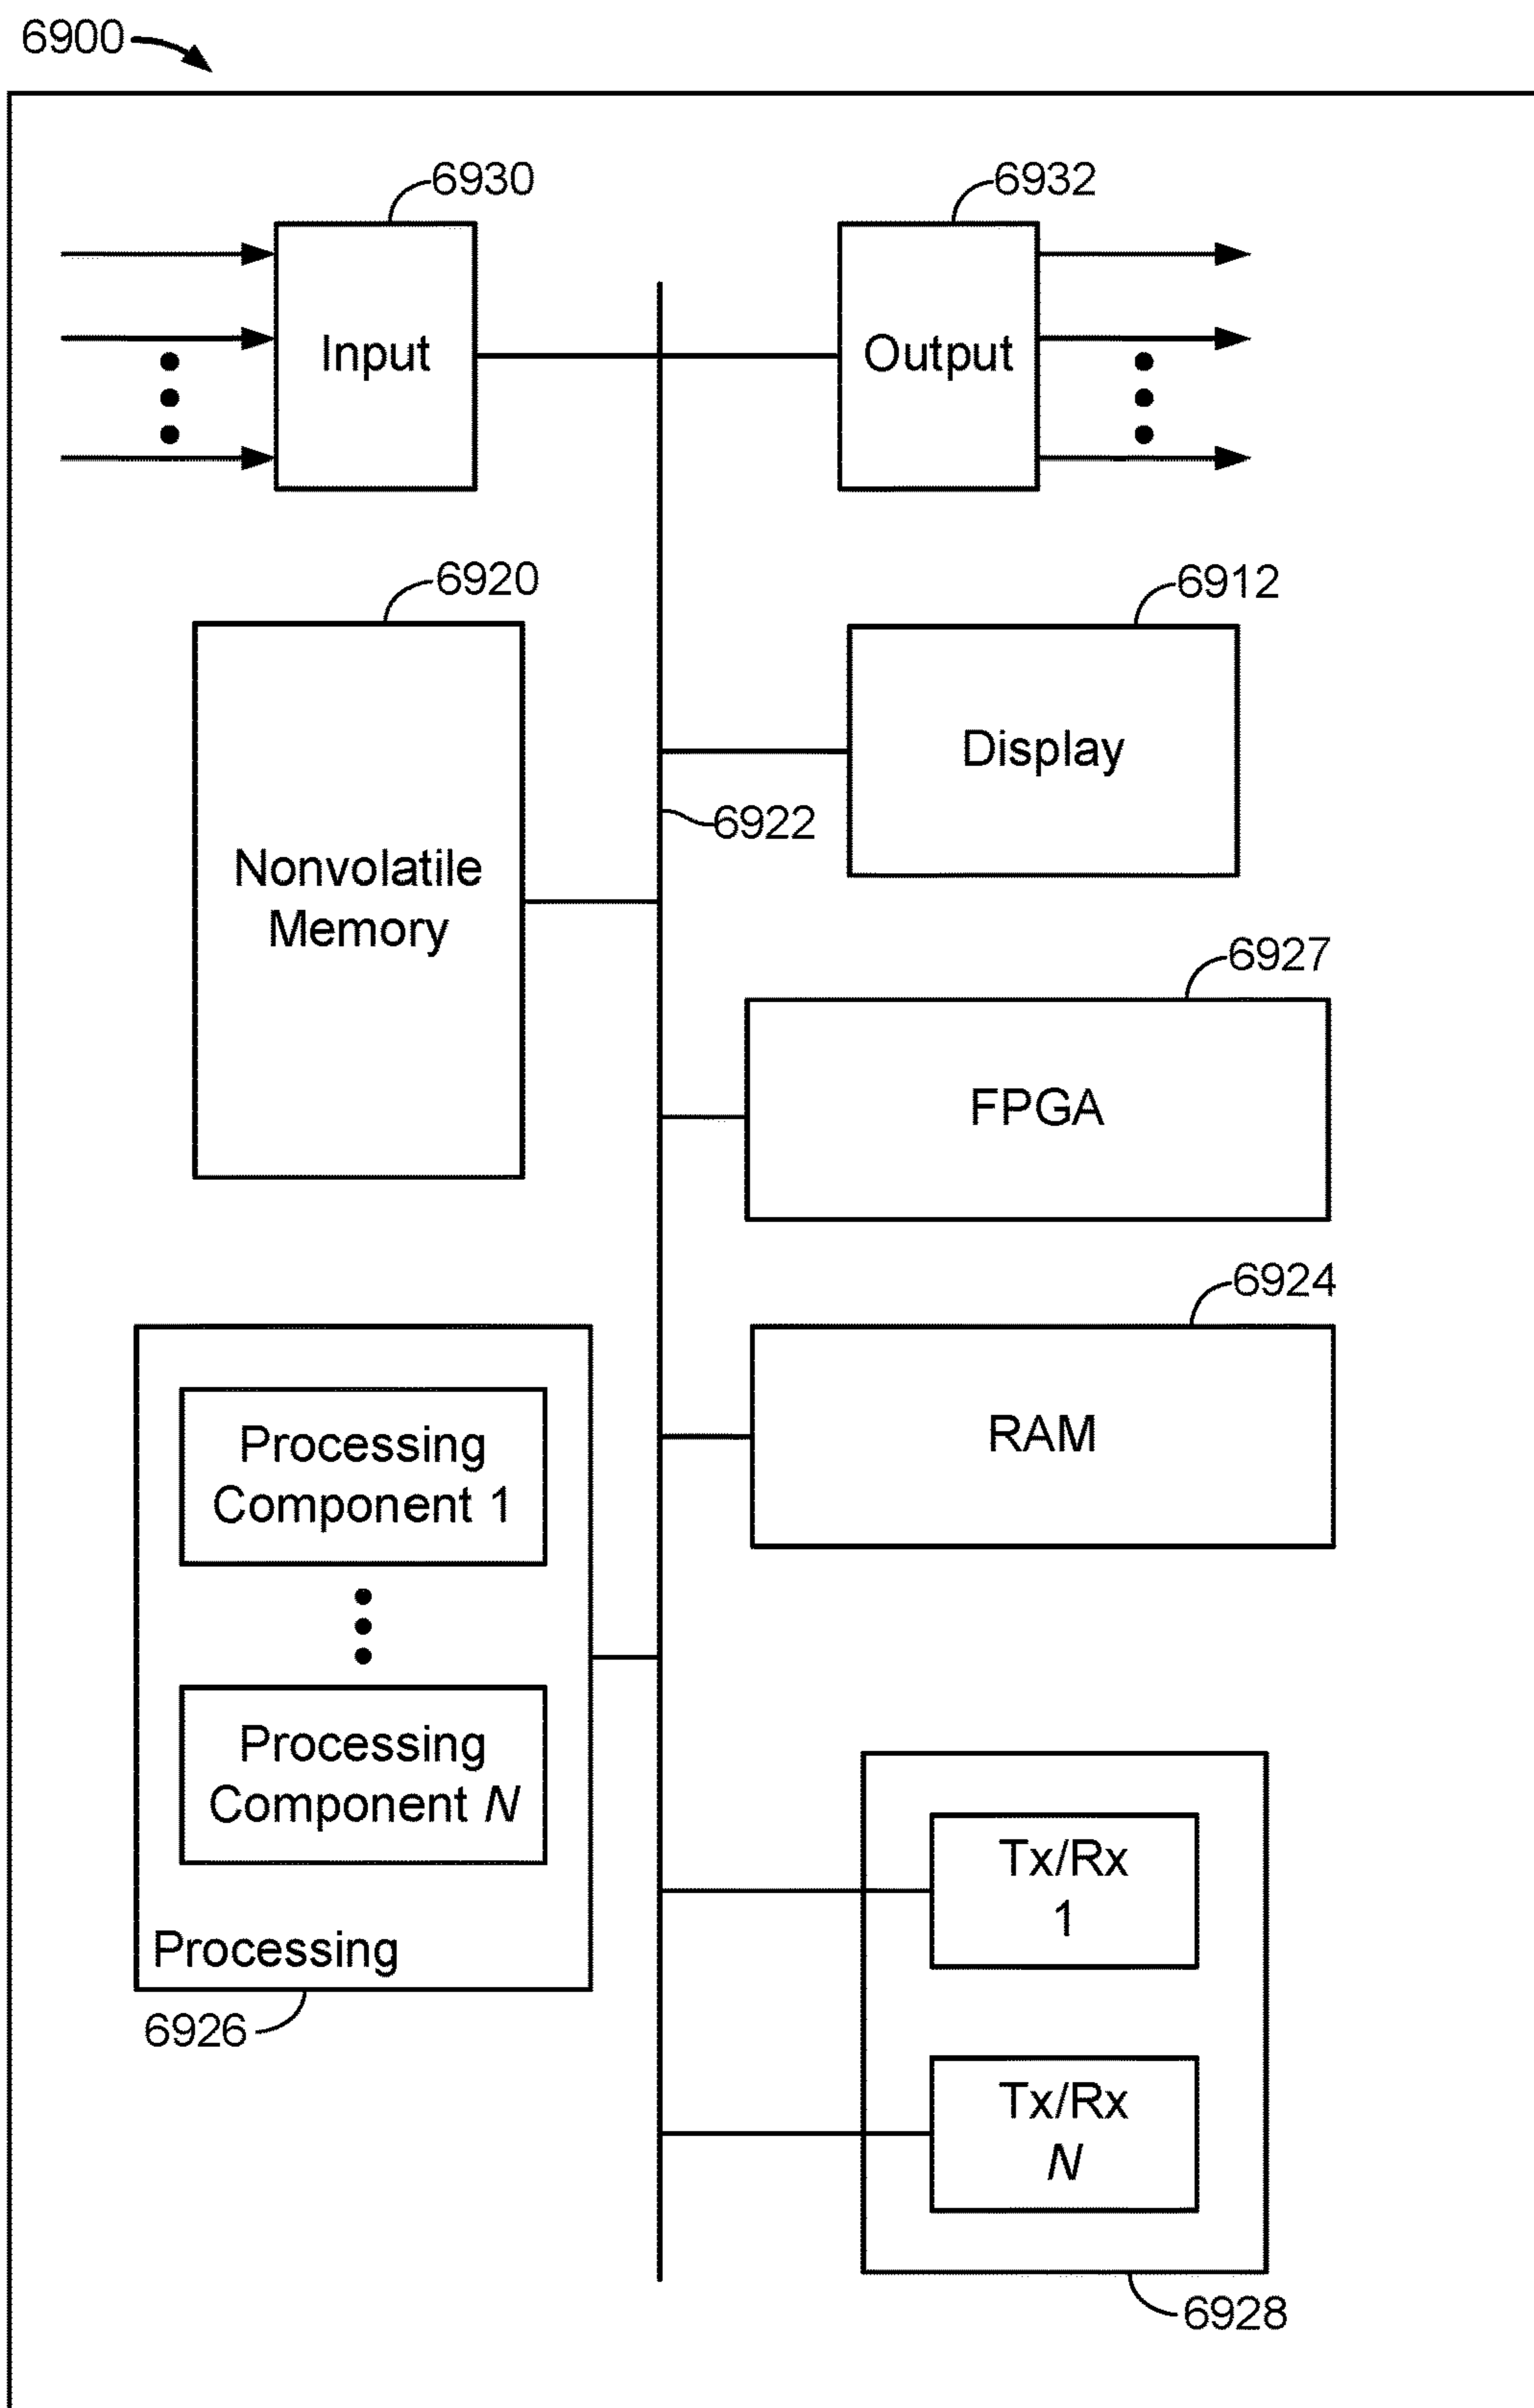 6900
6930
6932
Input
Output
6920
6912
Display
6922
Nonvolatile
Memory
6927
FPGA
6924
RAM
Processing
Component 1
Processing
Component N
Processing
6926
Tx/Rx
1
Tx/Rx
N
6928